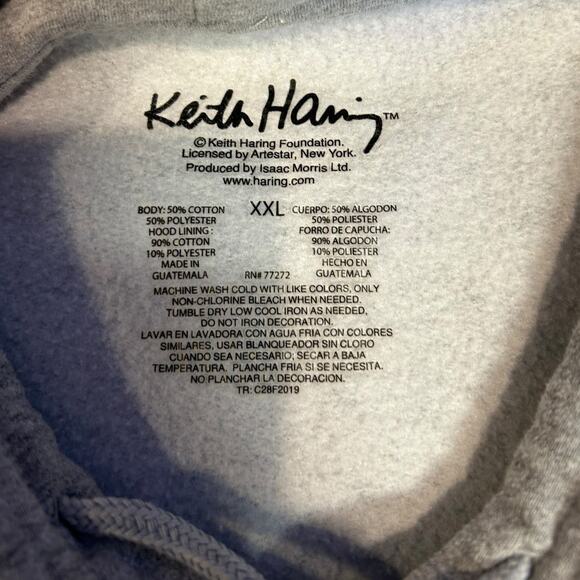 Keith Haring™
© Keith Haring Foundation.
Licensed by Artestar, New York.
Produced by Isaac Morris Ltd.
www.haring.com
BODY: 50% COTTON
50% POLYESTER
HOOD LINING :
90% COTTON
10% POLYESTER
MADE IN
GUATEMALA
XXL
RN# 77272
CUERPO: 50% ALGODON
50% POLIESTER
FORRO DE CAPUCHA:
90% ALGODON
10% POLIESTER
HECHO EN
GUATEMALA
MACHINE WASH COLD WITH LIKE COLORS, ONLY
NON-CHLORINE BLEACH WHEN NEEDED.
TUMBLE DRY LOW COOL IRON AS NEEDED,
DO NOT IRON DECORATION.
LAVAR EN LAVADORA CON AGUA FRIA CON COLORES
SIMILARES, USAR BLANQUEADOR SIN CLORO
CUANDO SEA NECESARIO; SECAR A BAJA
TEMPERATURA. PLANCHA FRIA SI SE NECESITA.
NO PLANCHAR LA DECORACION.
TR: C28F2019